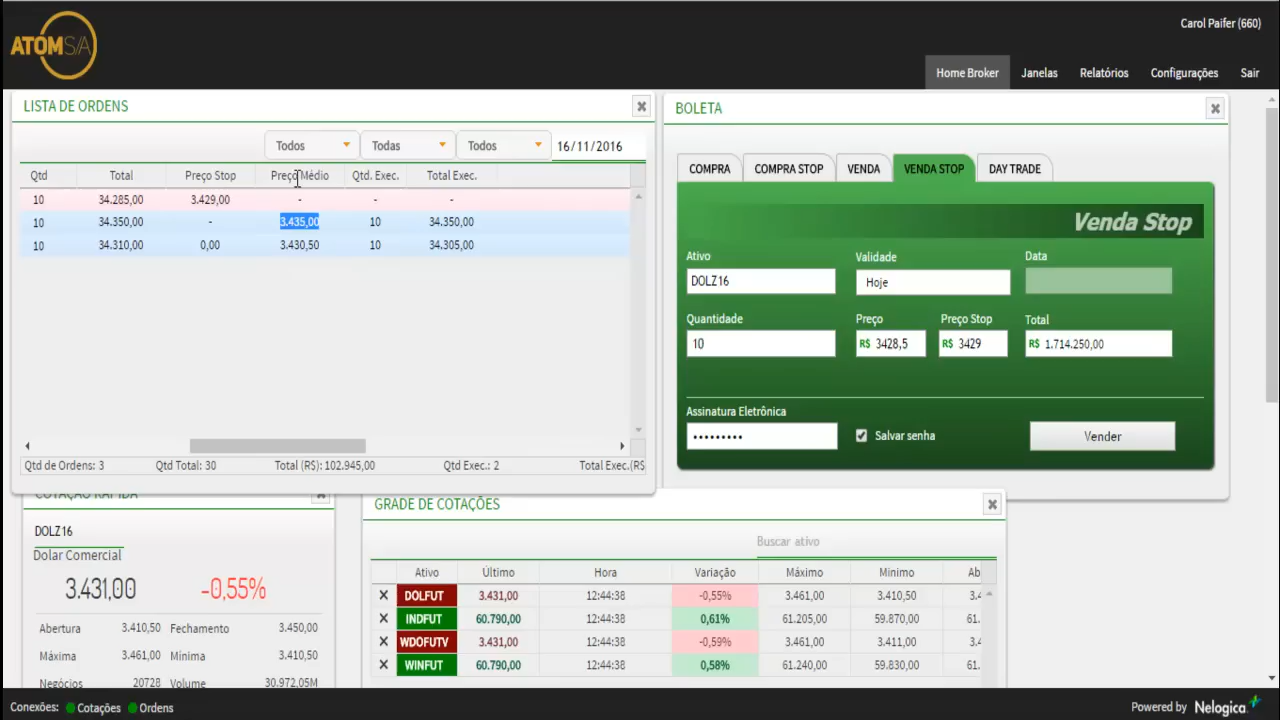 ATOM S/A
Carol Paifer (660)
Home Broker Janelas Relatórios Configurações Sair
LISTA DE ORDENS
Todos Todas Todos 16/11/2016
Qtd Total Preço Stop Preço Médio Qtd. Exec. Total Exec.
10 34.285,00 3.429,00 - - -
10 34.350,00 - 3.435,00 10 34.350,00
10 34.310,00 0,00 3.430,50 10 34.305,00
Qtd de Ordens: 3 Qtd Total: 30 Total (R$): 102.945,00 Qtd Exec.: 2 Total Exec.(R$
BOLETA
COMPRA COMPRA STOP VENDA VENDA STOP DAY TRADE
Venda Stop
Ativo Validade Data
DOLZ16 Hoje
Quantidade Preço Preço Stop Total
10 R$ 3428,5 R$ 3429 R$ 1.714.250,00
Assinatura Eletrônica
••••••••• Salvar senha Vender
COTAÇÃO RÁPIDA
DOLZ16
Dolar Comercial
3.431,00 -0,55%
Abertura 3.410,50 Fechamento 3.450,00
Máxima 3.461,00 Mínima 3.410,50
Negócios 20728 Volume 30.972,05M
GRADE DE COTAÇÕES
Buscar ativo
Ativo Último Hora Variação Máximo Mínimo Ab
DOLFUT 3.431,00 12:44:38 -0,55% 3.461,00 3.410,50 3.4
INDFUT 60.790,00 12:44:38 0,61% 61.205,00 59.870,00 61.
WDOFUTV 3.431,00 12:44:38 -0,59% 3.461,00 3.411,00 3.4
WINFUT 60.790,00 12:44:38 0,58% 61.240,00 59.830,00 61.
Conexões: Cotações Ordens
Powered by Nelogica